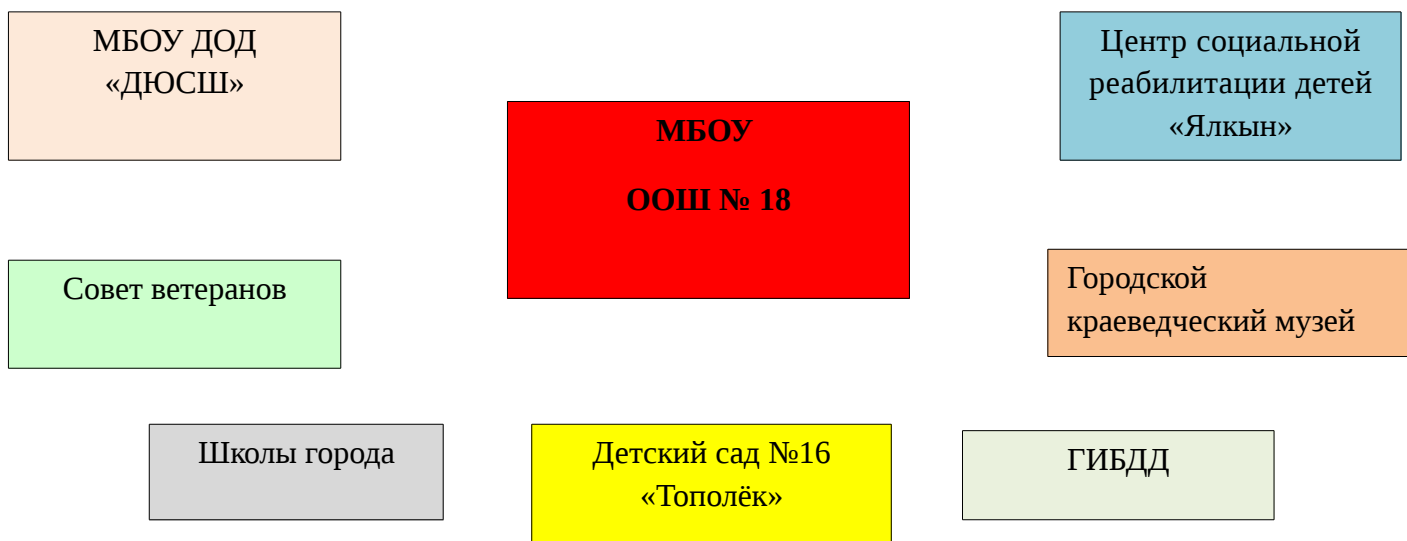 МБОУ ДОД
«ДЮСШ»
Центр социальной
реабилитации детей
«Ялкын»
МБОУ
ООШ № 18
Совет ветеранов
Городской
краеведческий музей
Школы города
Детский сад №16
«Тополёк»
ГИБДД